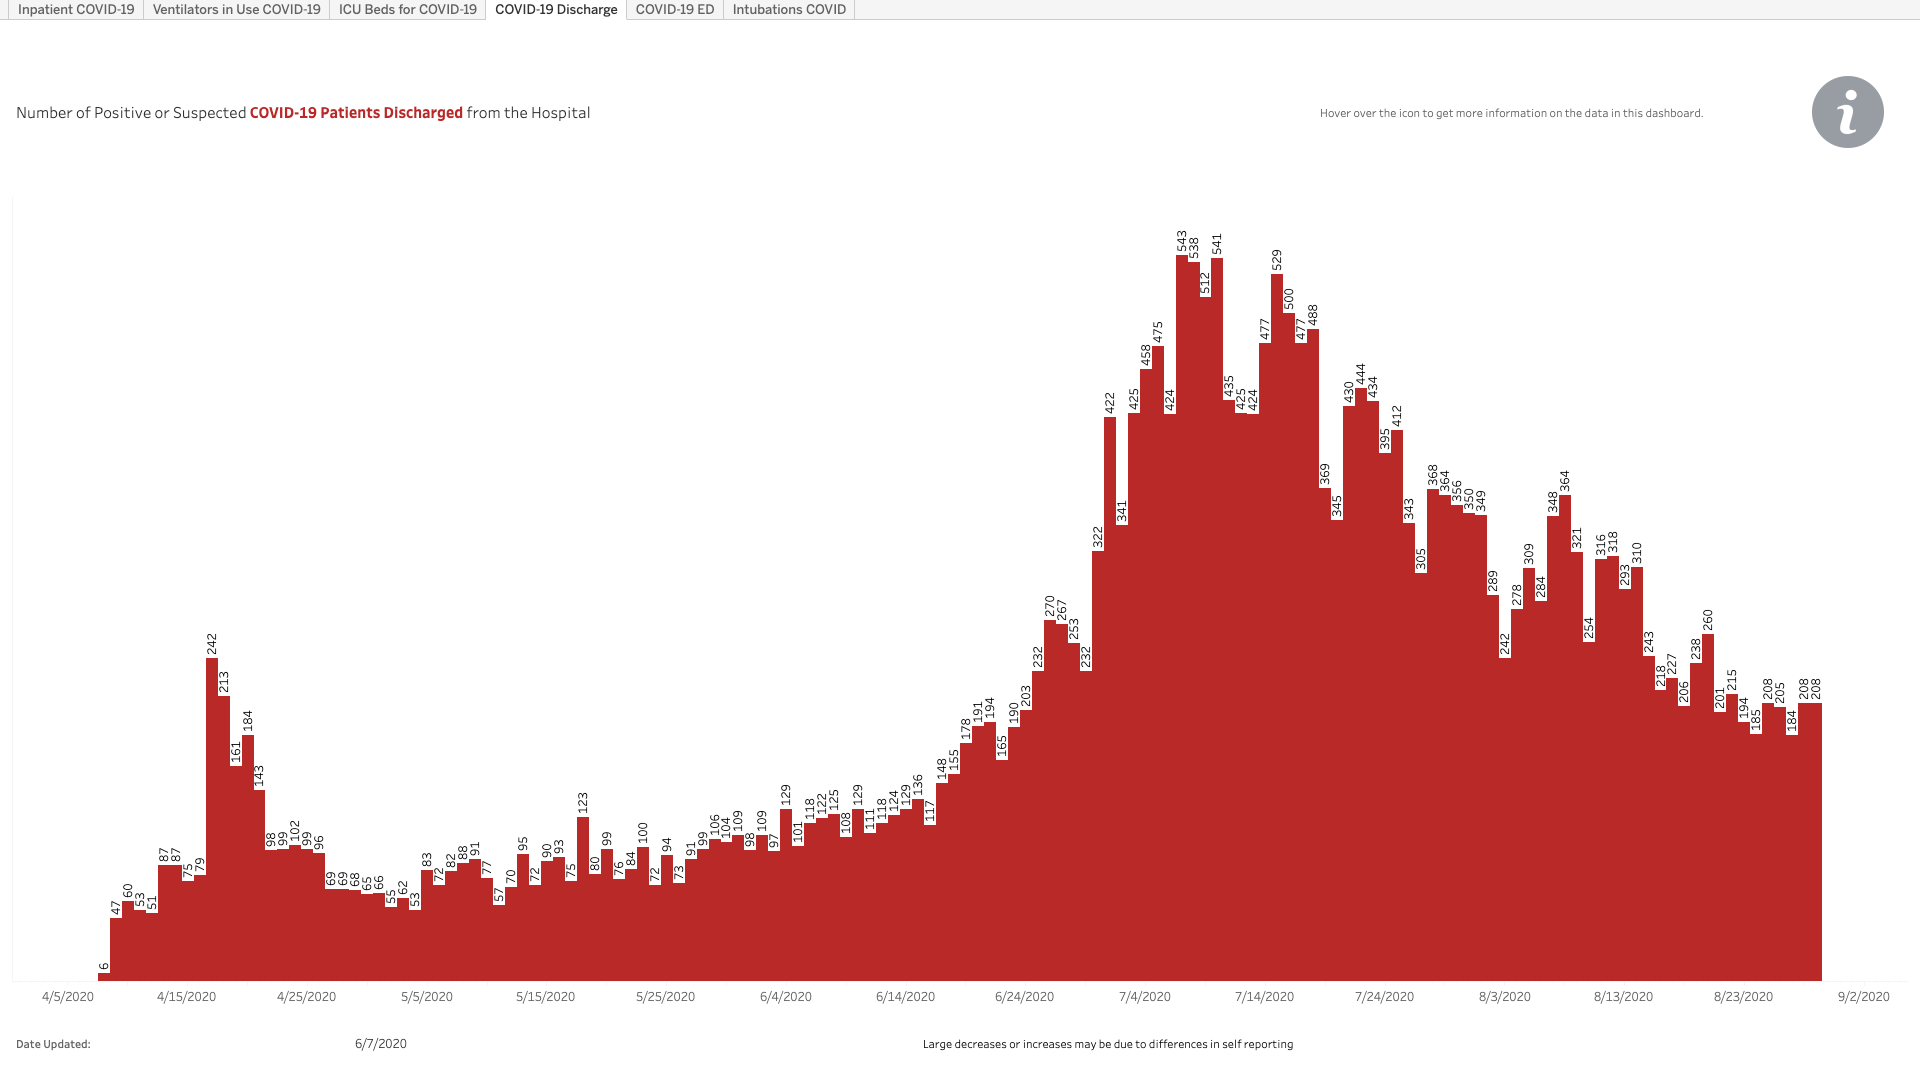 Inpatient COVID-19 Ventilators in Use COVID-19 ICU Beds for COVID-19 COVID-19 Discharge COVID-19 ED Intubations COVID
Number of Positive or Suspected COVID-19 Patients Discharged from the Hospital
Hover over the icon to get more information on the data in this dashboard.
i
6 47 60 53 51 87 87 75 79 242 213 161 184 143 98 99 102 99 96 69 69 68 65 66 55 62 53 83 72 82 88 91 77 57 70 95 72 90 93 75 123 80 99 76 84 100 72 94 73 91 99 106 104 109 98 109 97 129 101 118 122 125 108 129 111 118 124 129 136 117 148 155 178 191 194 165 190 203 232 270 267 253 232 322 422 341 425 458 475 424 543 538 512 541 435 425 424 477 529 500 477 488 369 345 430 444 434 395 412 343 305 368 364 356 350 349 289 242 278 309 284 348 364 321 254 316 318 293 310 243 218 227 206 238 260 201 215 194 185 208 205 184 208 208
4/5/2020 4/15/2020 4/25/2020 5/5/2020 5/15/2020 5/25/2020 6/4/2020 6/14/2020 6/24/2020 7/4/2020 7/14/2020 7/24/2020 8/3/2020 8/13/2020 8/23/2020 9/2/2020
Date Updated: 6/7/2020
Large decreases or increases may be due to differences in self reporting